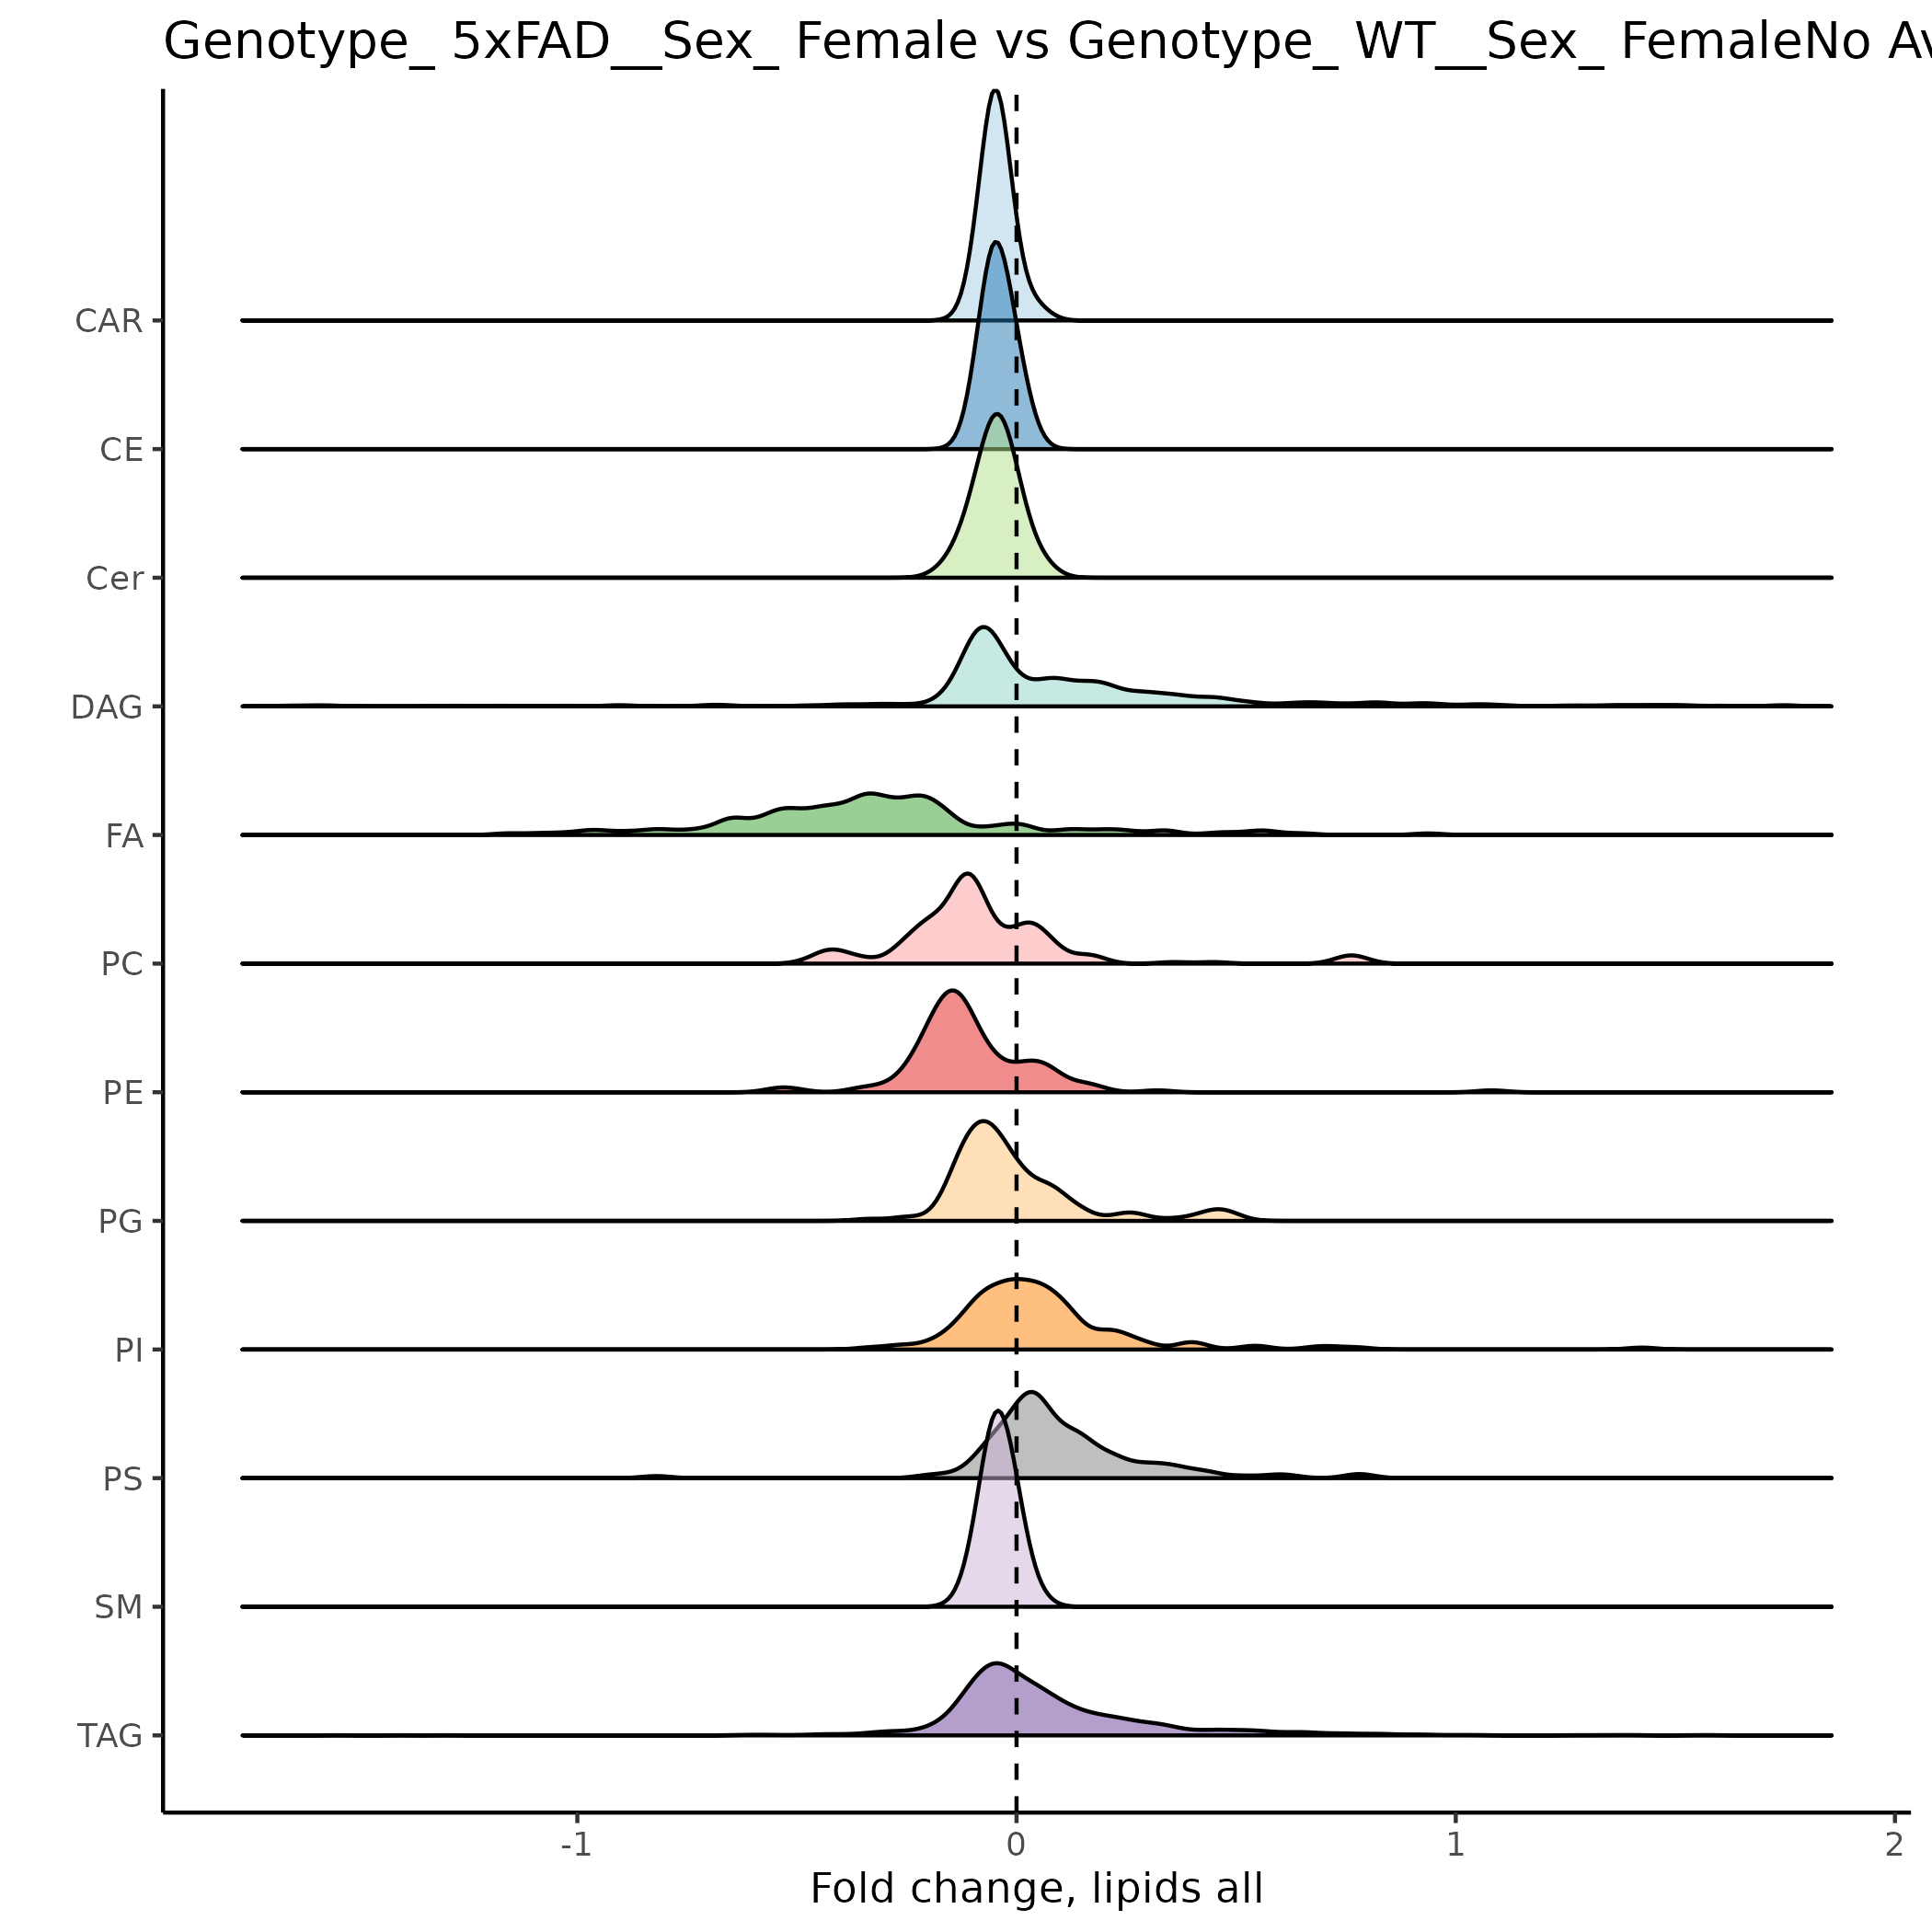 Genotype_ 5xFAD__Sex_ Female vs Genotype_ WT__Sex_ FemaleNo Av
CAR
CE
Cer
DAG
FA
PC
PE
PG
PI
PS
SM
TAG
-1 0 1 2
Fold change, lipids all